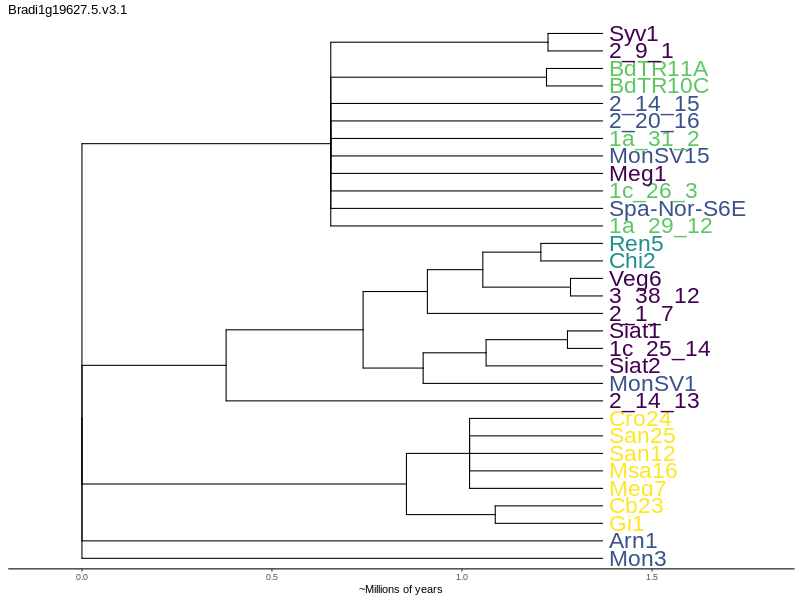 Bradi1g19627.5.v3.1
Syv1
2_9_1
BdTR11A
BdTR10C
2_14_15
2_20_16
1a_31_2
MonSV15
Meg1
1c_26_3
Spa-Nor-S6E
1a_29_12
Ren5
Chi2
Veg6
3_38_12
2_1_7
Siat1
1c_25_14
Siat2
MonSV1
2_14_13
Cro24
San25
San12
Msa16
Meg7
Cb23
Gi1
Arn1
Mon3
0.0 0.5 1.0 1.5
~Millions of years